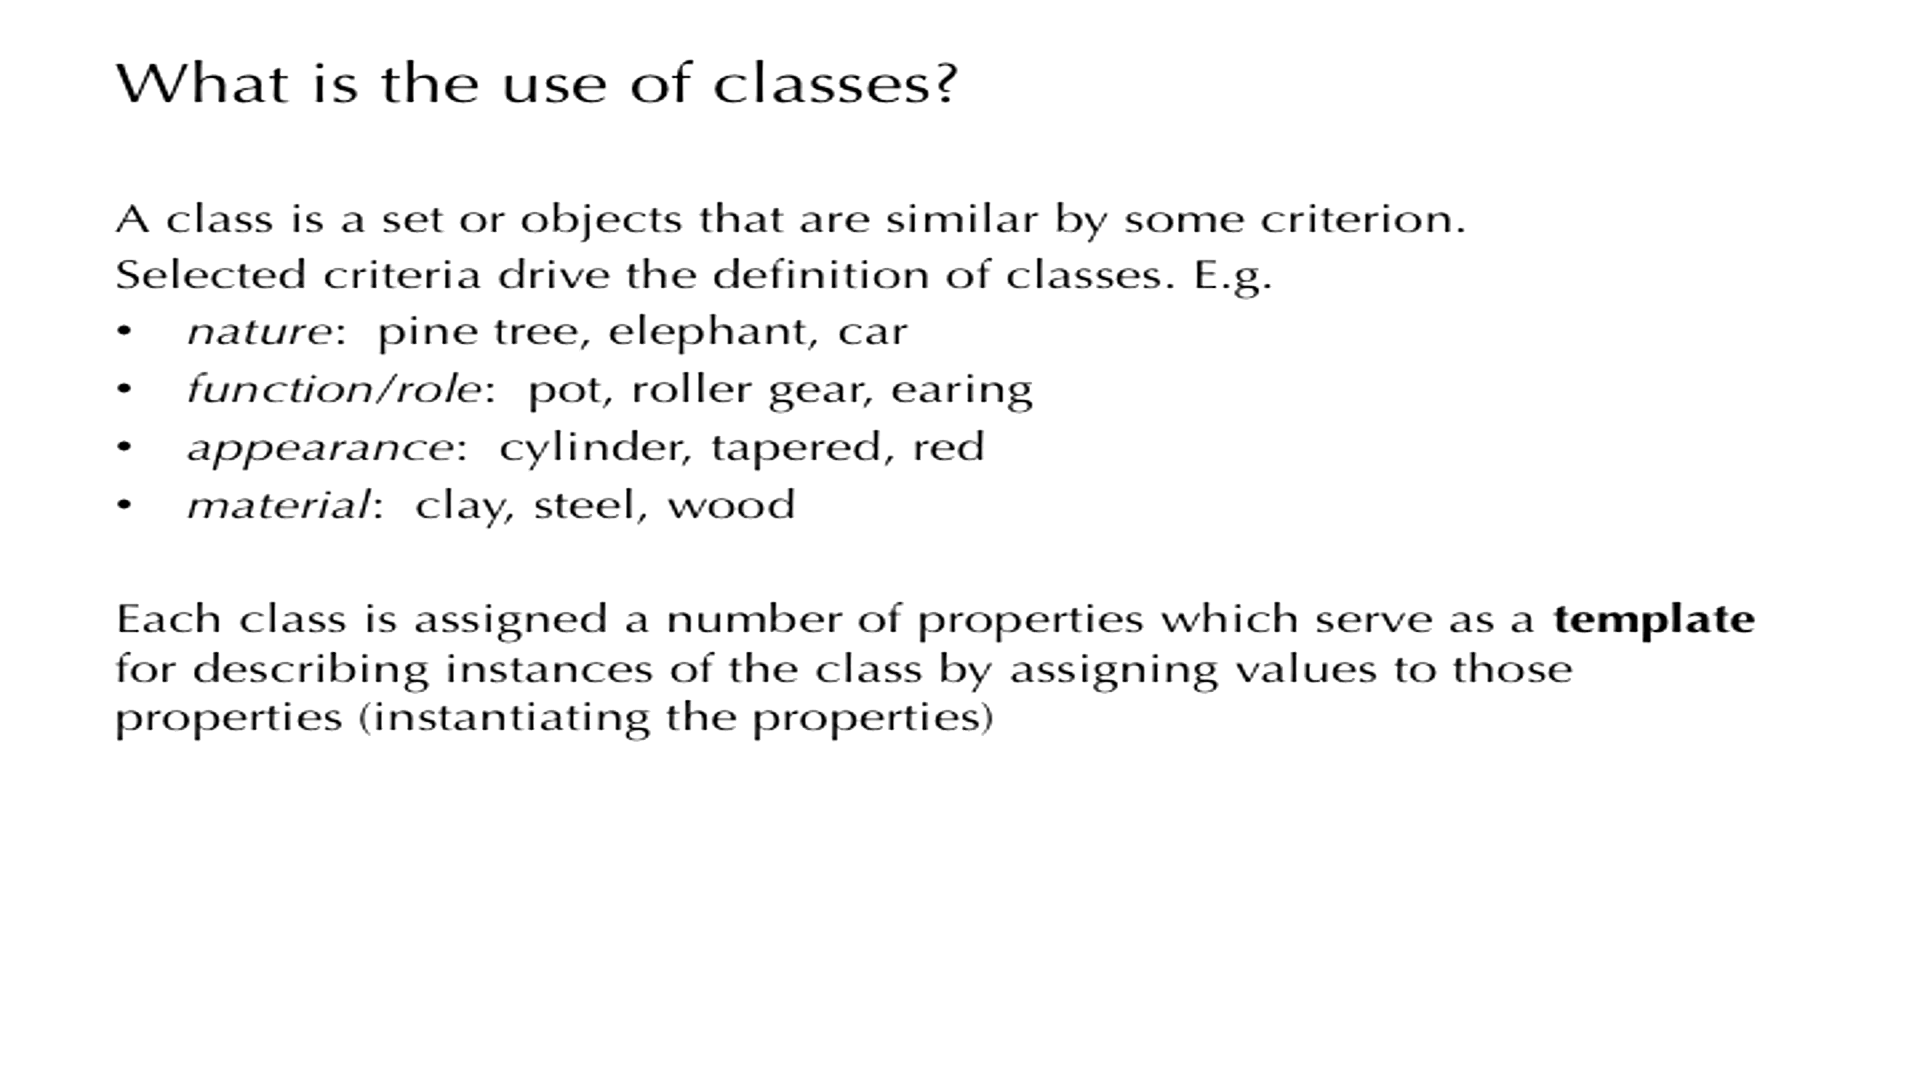 What is the use of classes?
A class is a set or objects that are similar by some criterion.
Selected criteria drive the definition of classes. E.g.
• nature: pine tree, elephant, car
• function/role: pot, roller gear, earing
• appearance: cylinder, tapered, red
• material: clay, steel, wood
Each class is assigned a number of properties which serve as a template
for describing instances of the class by assigning values to those
properties (instantiating the properties)